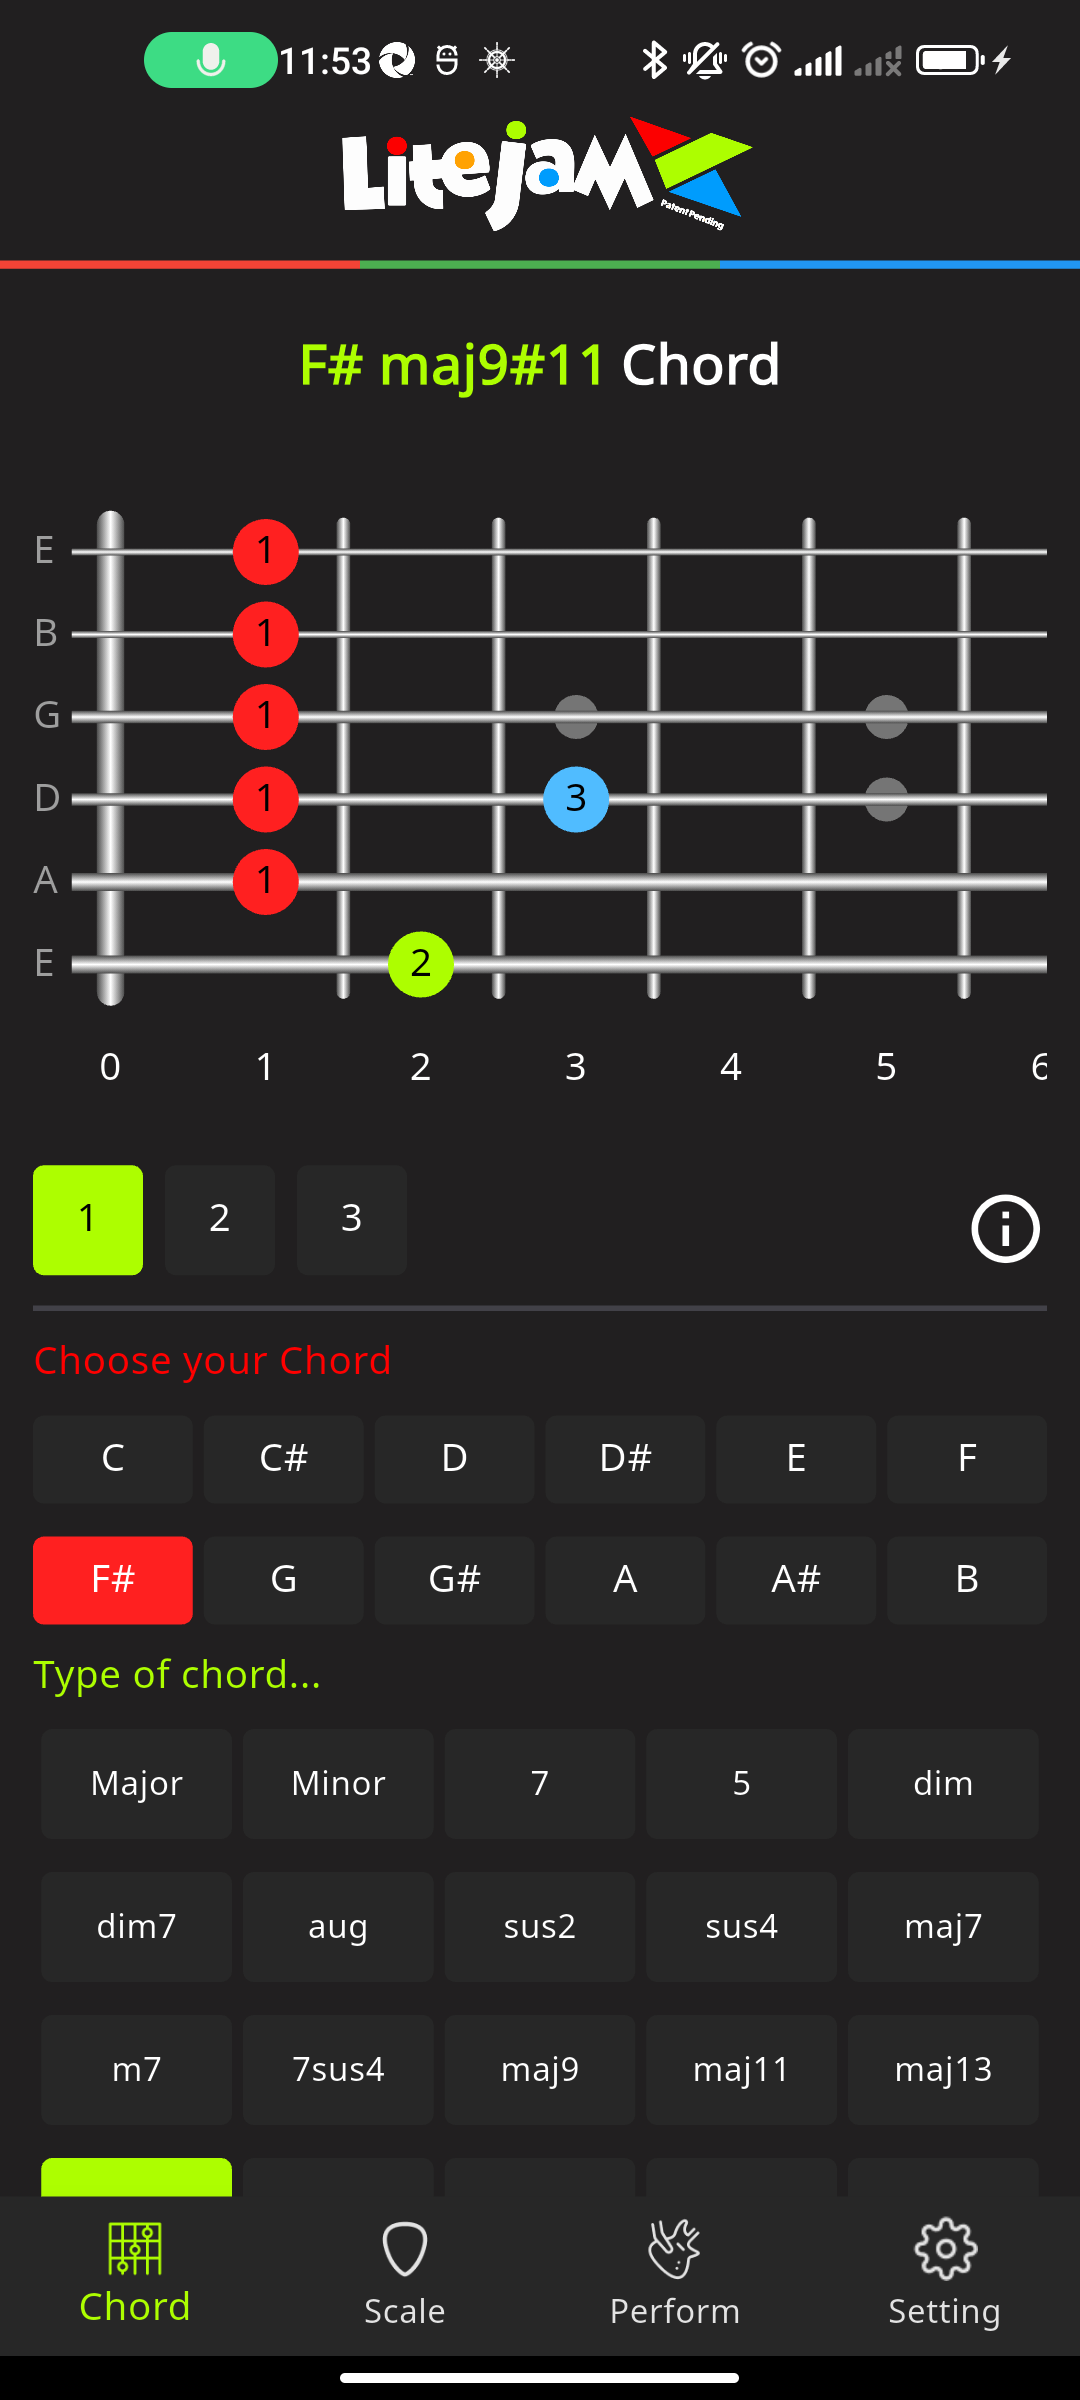 11:53
Litejam
Patent Pending
F# maj9#11 Chord
E 1
B 1
G 1
D 1 3
A 1
E 2
0 1 2 3 4 5 6
1 2 3
Choose your Chord
C C# D D# E F
F# G G# A A# B
Type of chord...
Major Minor 7 5 dim
dim7 aug sus2 sus4 maj7
m7 7sus4 maj9 maj11 maj13
Chord Scale Perform Setting